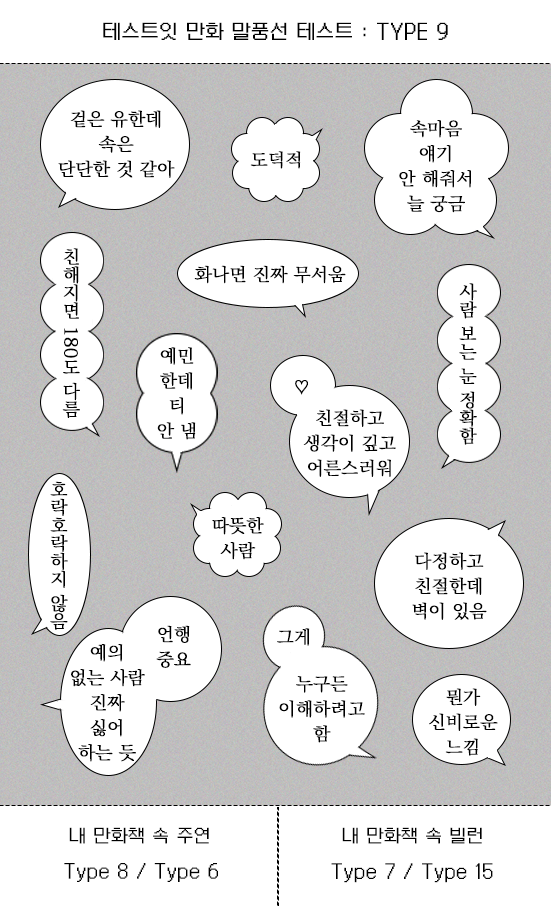 테스트잇 만화 말풍선 테스트 : TYPE 9
겉은 유한데
속은
단단한 것 같아
도덕적
속마음
얘기
안 해줘서
늘 궁금
친해지면 180도 다름
화나면 진짜 무서움
사람 보는 눈 정확함
예민
한데
티
안 냄
♡
친절하고
생각이 깊고
어른스러워
호락호락하지 않음
따뜻한
사람
다정하고
친절한데
벽이 있음
언행
중요
예의
없는 사람
진짜
싫어
하는 듯
그게
누구든
이해하려고
함
뭔가
신비로운
느낌
내 만화책 속 주연
Type 8 / Type 6
내 만화책 속 빌런
Type 7 / Type 15